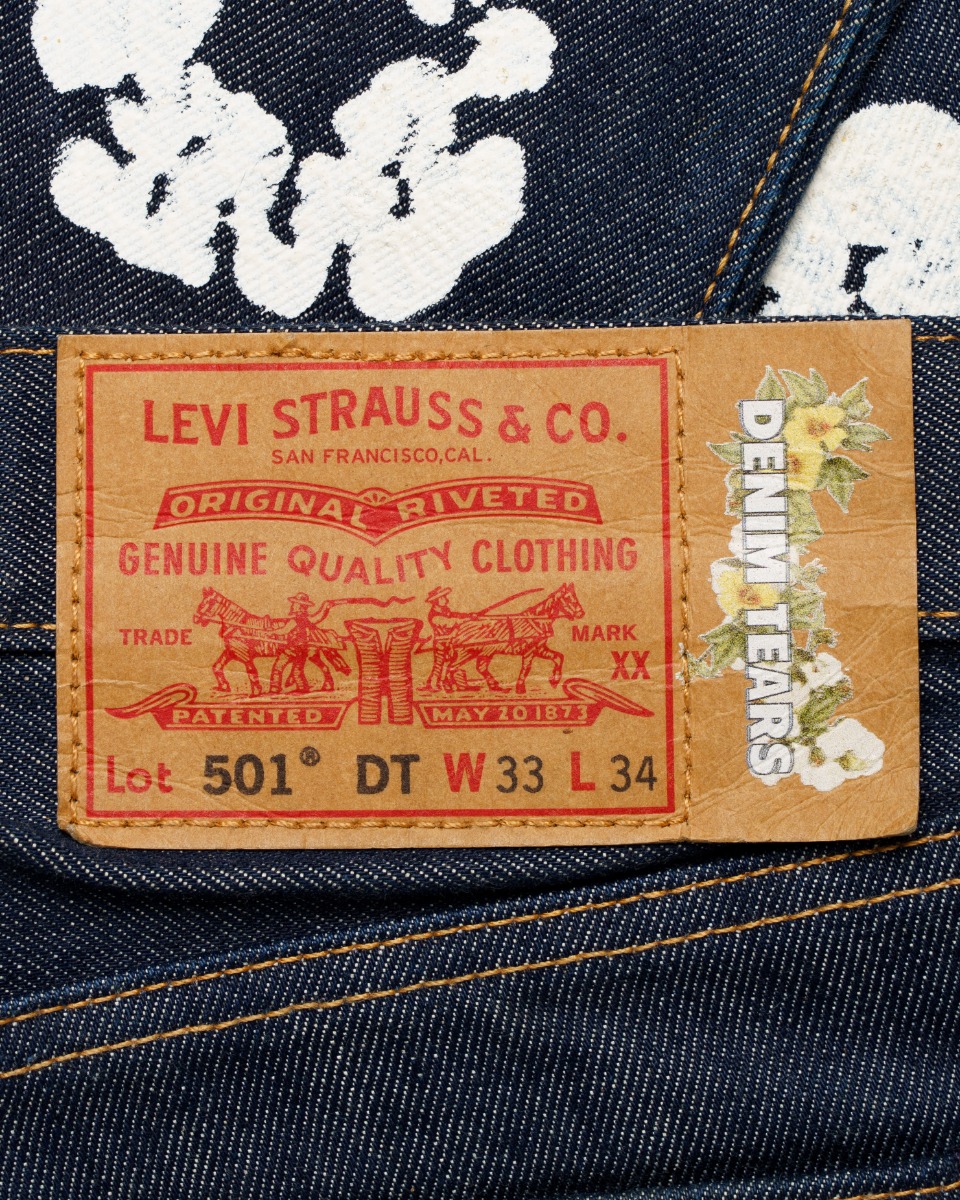 LEVI STRAUSS & CO.
SAN FRANCISCO, CAL.
ORIGINAL RIVETED
GENUINE QUALITY CLOTHING
TRADE MARK
XX
PATENTED MAY 20 1873
Lot 501® DT W 33 L 34
DENIM TEARS